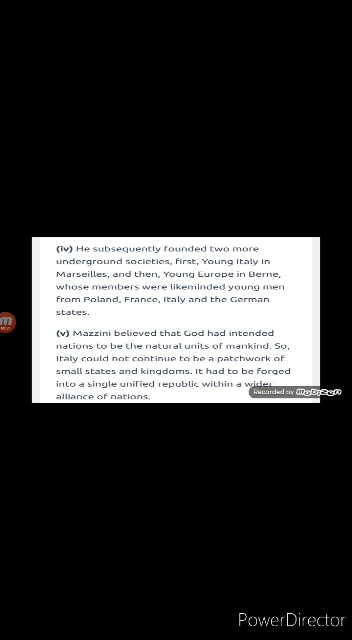 (iv) He subsequently founded two more
underground societies, first, Young Italy in
Marseilles, and then, Young Europe in Berne,
whose members were likeminded young men
from Poland, France, Italy and the German
states.
(v) Mazzini believed that God had intended
nations to be the natural units of mankind. So,
Italy could not continue to be a patchwork of
small states and kingdoms. It had to be forged
into a single unified republic within a wider
alliance of nations.
Recorded by MOBIZEN
PowerDirector